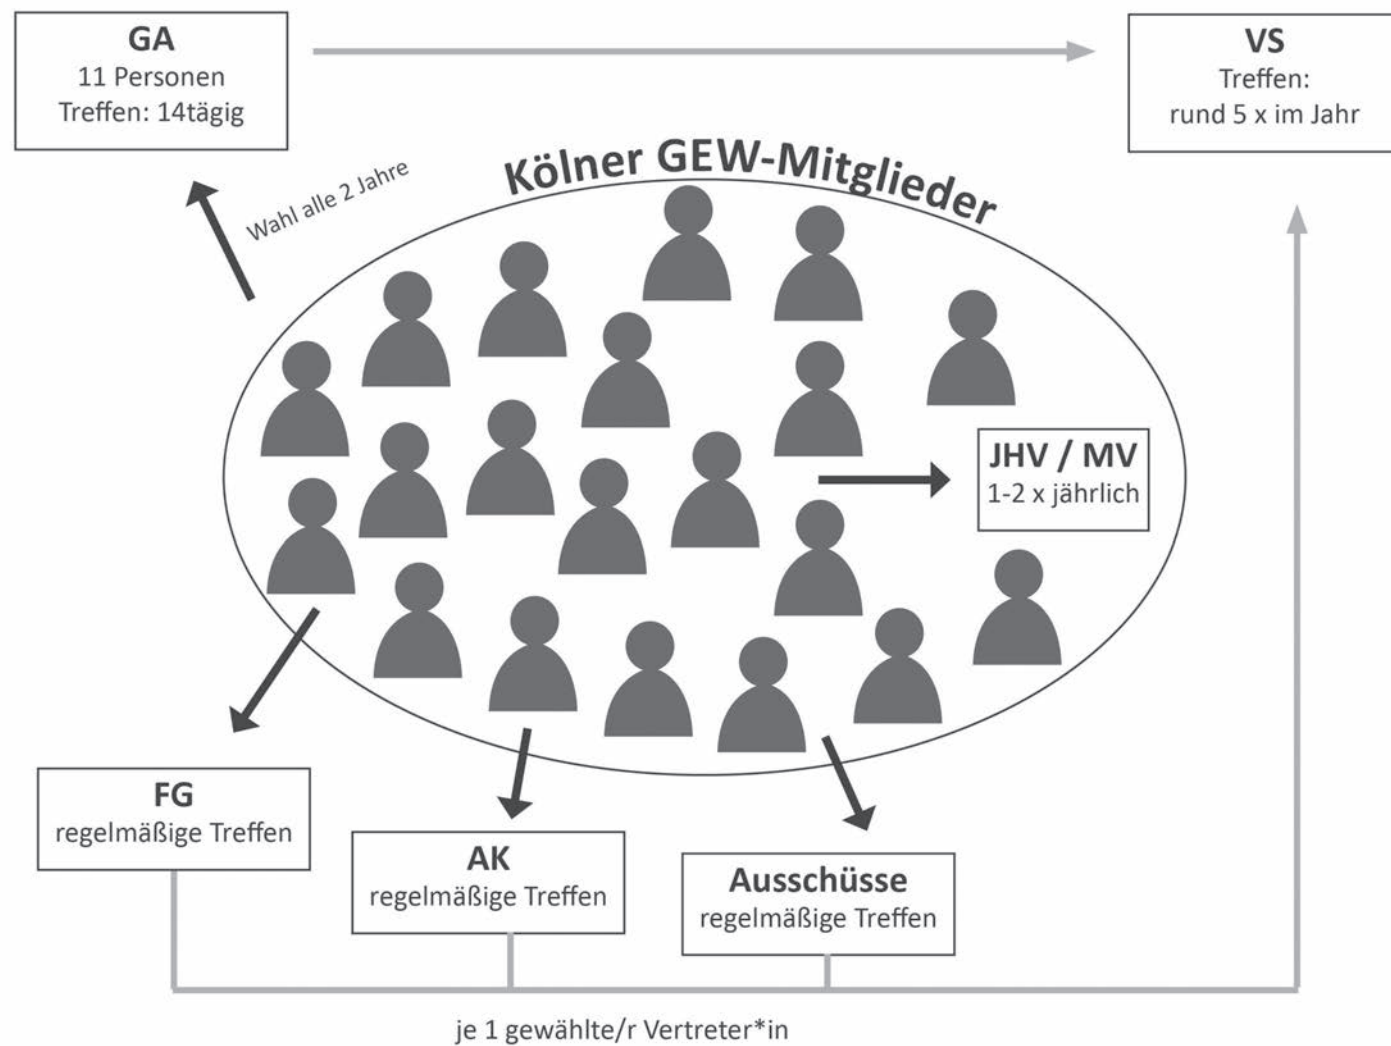 GA
11 Personen
Treffen: 14tägig
VS
Treffen:
rund 5 x im Jahr
Wahl alle 2 Jahre
Kölner GEW-Mitglieder
JHV / MV
1-2 x jährlich
FG
regelmäßige Treffen
AK
regelmäßige Treffen
Ausschüsse
regelmäßige Treffen
je 1 gewählte/r Vertreter*in